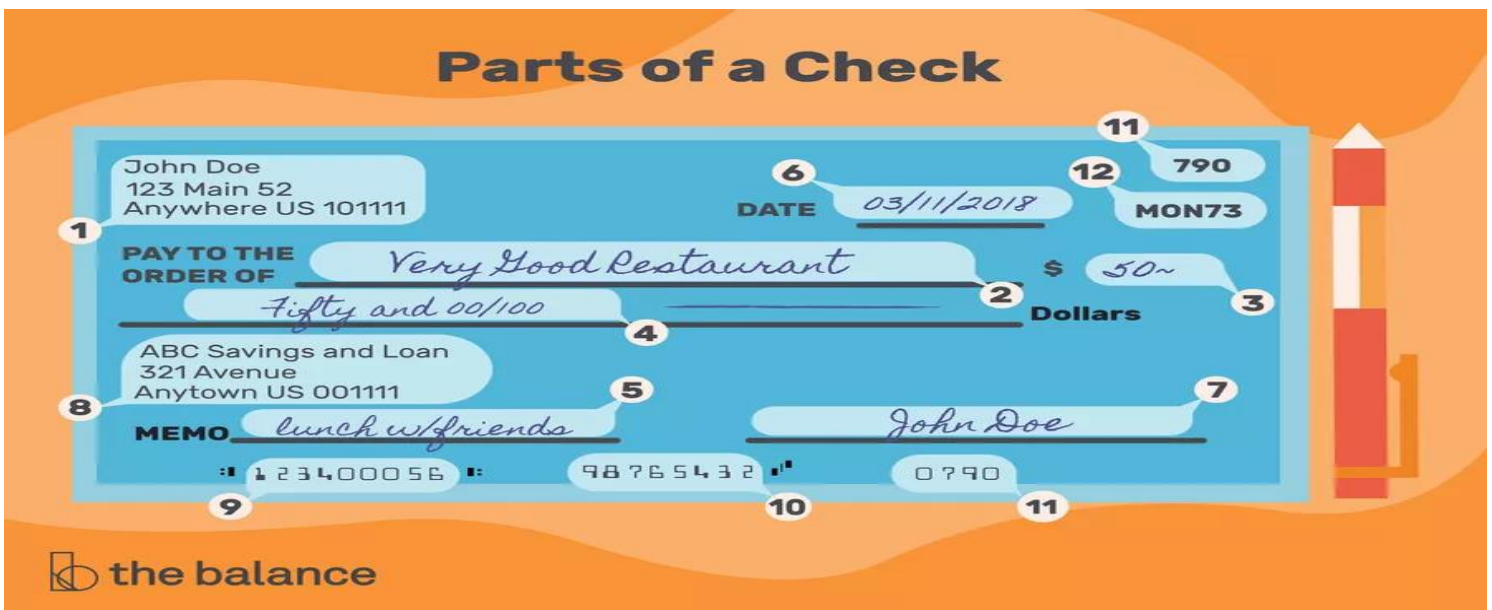 Parts of a Check
11
790
John Doe
123 Main 52
Anywhere US 101111
1
6
DATE 03/11/2018
12
MON73
PAY TO THE
ORDER OF Very Good Restaurant
2
$ 50~
3
Fifty and 00/100
4
Dollars
ABC Savings and Loan
321 Avenue
Anytown US 001111
8
5
MEMO lunch w/friends
7
John Doe
123400056 98765432 0790
9 10 11
the balance